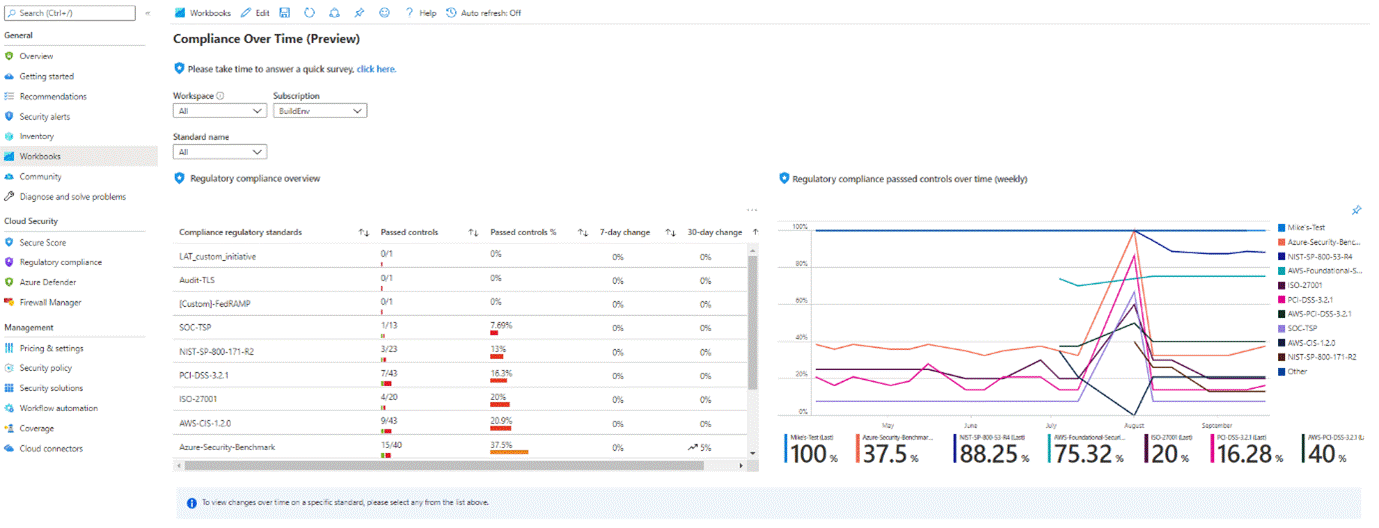 Search (Ctrl+/)
«
Workbooks Edit ? Help Auto refresh: Off
General
Overview
Getting started
Recommendations
Security alerts
Inventory
Workbooks
Community
Diagnose and solve problems
Cloud Security
Secure Score
Regulatory compliance
Azure Defender
Firewall Manager
Management
Pricing & settings
Security policy
Security solutions
Workflow automation
Coverage
Cloud connectors
Compliance Over Time (Preview)
Please take time to answer a quick survey, click here.
Workspace Subscription
All BuildEnv
Standard name
All
Regulatory compliance overview
...
Compliance regulatory standards Passed controls Passed controls % 7-day change 30-day change
LAT_custom_initiative 0/1 0% 0% 0%
Audit-TLS 0/1 0% 0% 0%
[Custom]-FedRAMP 0/1 0% 0% 0%
SOC-TSP 1/13 7.69% 0% 0%
NIST-SP-800-171-R2 3/23 13% 0% 0%
PCI-DSS-3.2.1 7/43 16.3% 0% 0%
ISO-27001 4/20 20% 0% 0%
AWS-CIS-1.2.0 9/43 20.9% 0% 0%
Azure-Security-Benchmark 15/40 37.5% 0% 5%
Regulatory compliance passsed controls over time (weekly)
100%
80%
60%
40%
20%
0%
May June July August September
Mike's-Test
Azure-Security-Benc...
NIST-SP-800-53-R4
AWS-Foundational-S...
ISO-27001
PCI-DSS-3.2.1
AWS-PCI-DSS-3.2.1
SOC-TSP
AWS-CIS-1.2.0
NIST-SP-800-171-R2
Other
Mike's-Test (Last) Azure-Security-Benchmar... NIST-SP-800-53-R4 (Last) AWS-Foundational-Securi... ISO-27001 (Last) PCI-DSS-3.2.1 (Last) AWS-PCI-DSS-3.2.1 (L
100 % 37.5 % 88.25 % 75.32 % 20 % 16.28 % 40 %
To view changes over time on a specific standard, please select any from the list above.